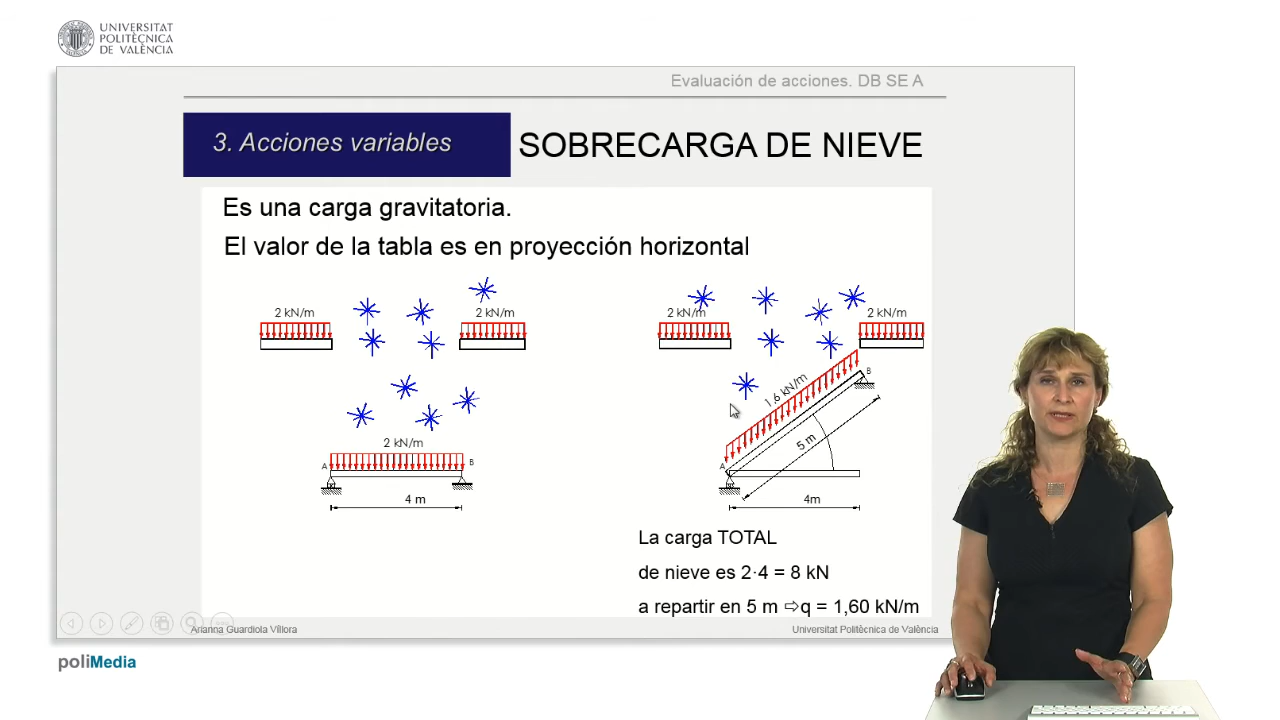 UNIVERSITAT
POLITÈCNICA
DE VALÈNCIA
Evaluación de acciones. DB SE A
3. Acciones variables
SOBRECARGA DE NIEVE
Es una carga gravitatoria.
El valor de la tabla es en proyección horizontal
2 kN/m
2 kN/m
2 kN/m
2 kN/m
1,6 kN/m
B
5 m
2 kN/m
A
B
A
4 m
4m
La carga TOTAL
de nieve es 2·4 = 8 kN
a repartir en 5 m ⇨q = 1,60 kN/m
Arianna Guardiola Víllora
Universitat Politècnica de València
poliMedia